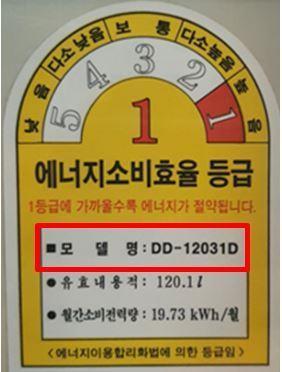 낮음 다소낮음 보통 다소높음 높음
5 4 3 2 1
1
에너지소비효율 등급
1등급에 가까울수록 에너지가 절약됩니다.
■ 모 델 명 : DD-12031D
● 유효내용적 : 120.1ℓ
● 월간소비전력량 : 19.73 kWh/월
〈 에너지이용합리화법에 의한 등급임 〉